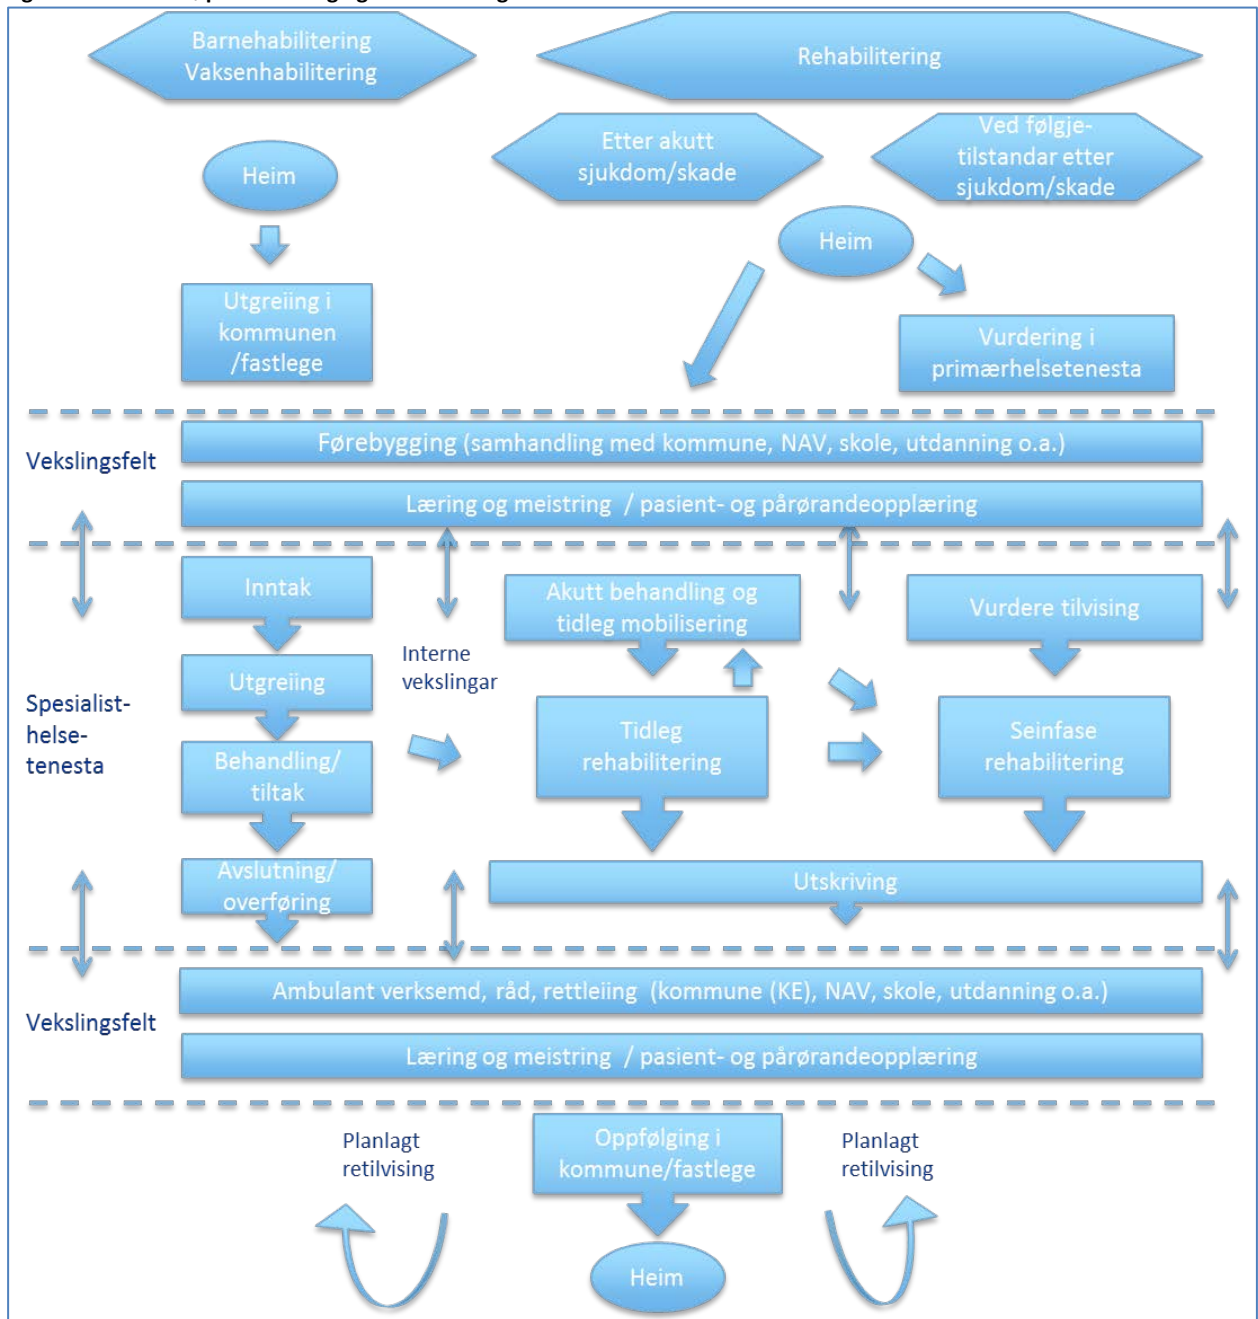 Barnehabilitering
Vaksenhabilitering
Rehabilitering
Etter akutt
sjukdom/skade
Ved følgje-
tilstandar etter
sjukdom/skade
Heim
Heim
Utgreiing i
kommunen
/fastlege
Vurdering i
primærhelsetenesta
Vekslingsfelt
Førebygging (samhandling med kommune, NAV, skole, utdanning o.a.)
Læring og meistring / pasient- og pårørandeopplæring
Inntak
Akutt behandling og
tidleg mobilisering
Vurdere tilvising
Interne
vekslingar
Utgreiing
Spesialist-
helse-
tenesta
Tidleg
rehabilitering
Seinfase
rehabilitering
Behandling/
tiltak
Avslutning/
overføring
Utskriving
Vekslingsfelt
Ambulant verksemd, råd, rettleiing (kommune (KE), NAV, skole, utdanning o.a.)
Læring og meistring / pasient- og pårørandeopplæring
Planlagt
retilvising
Oppfølging i
kommune/fastlege
Planlagt
retilvising
Heim